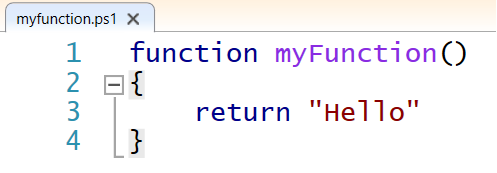 myfunction.ps1
1 function myFunction()
2 {
3     return "Hello"
4 }